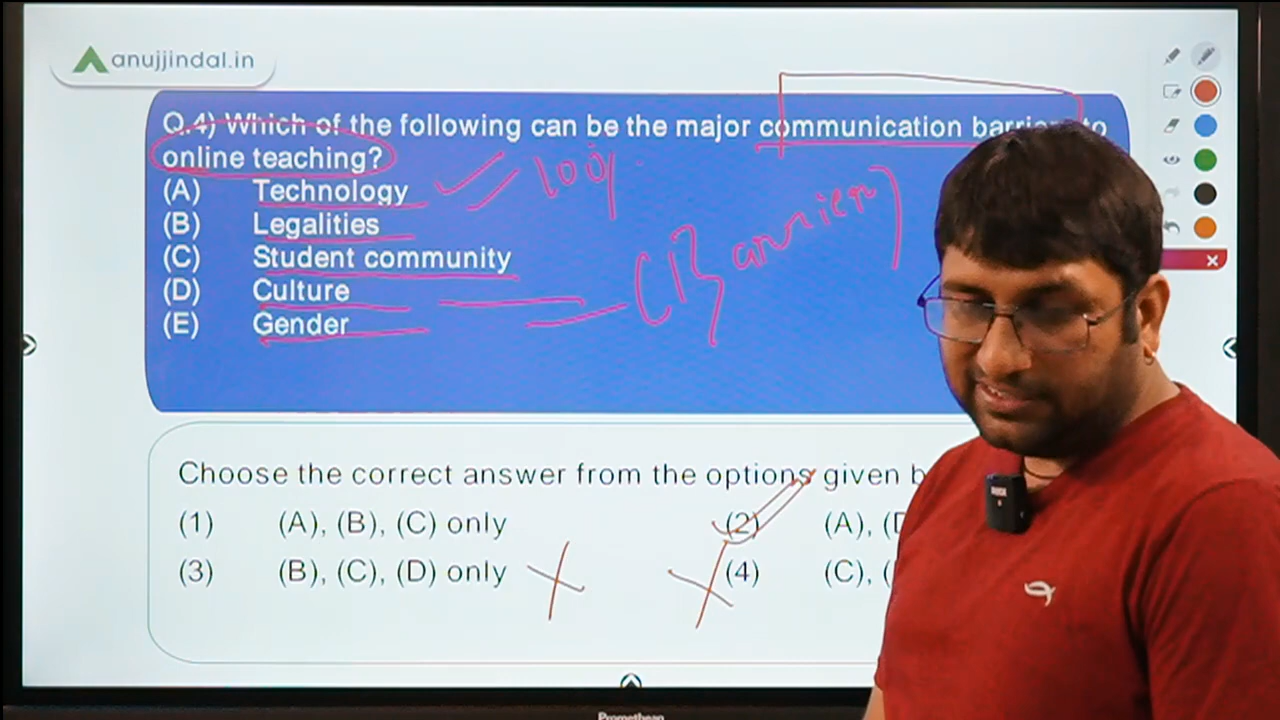 anujjindal.in
Q.4) Which of the following can be the major communication to
online teaching?
(A) Technology
100%
(B) Legalities
(C) Student community
(Barrier)
(D) Culture
(E) Gender
Choose the correct answer from the options given
(1) (A), (B), (C) only
(2) (A),
(3) (B), (C), (D) only
(4) (C),
Promethean